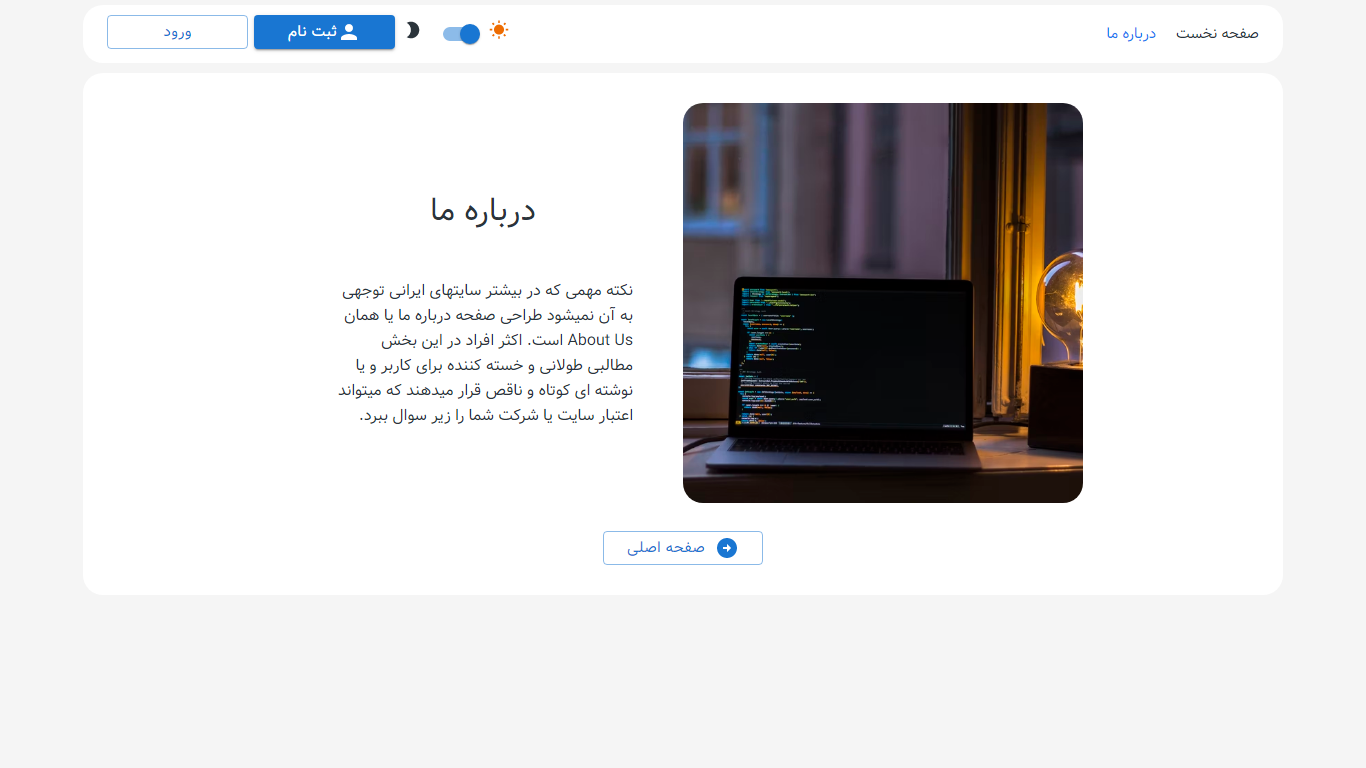 صفحه نخست
درباره ما
ثبت نام
ورود
درباره ما
نکته مهمی که در بیشتر سایتهای ایرانی توجهی
به آن نمیشود طراحی صفحه درباره ما یا همان
About Us است. اکثر افراد در این بخش
مطالبی طولانی و خسته کننده برای کاربر و یا
نوشته ای کوتاه و ناقص قرار میدهند که میتواند
اعتبار سایت یا شرکت شما را زیر سوال ببرد.
صفحه اصلی